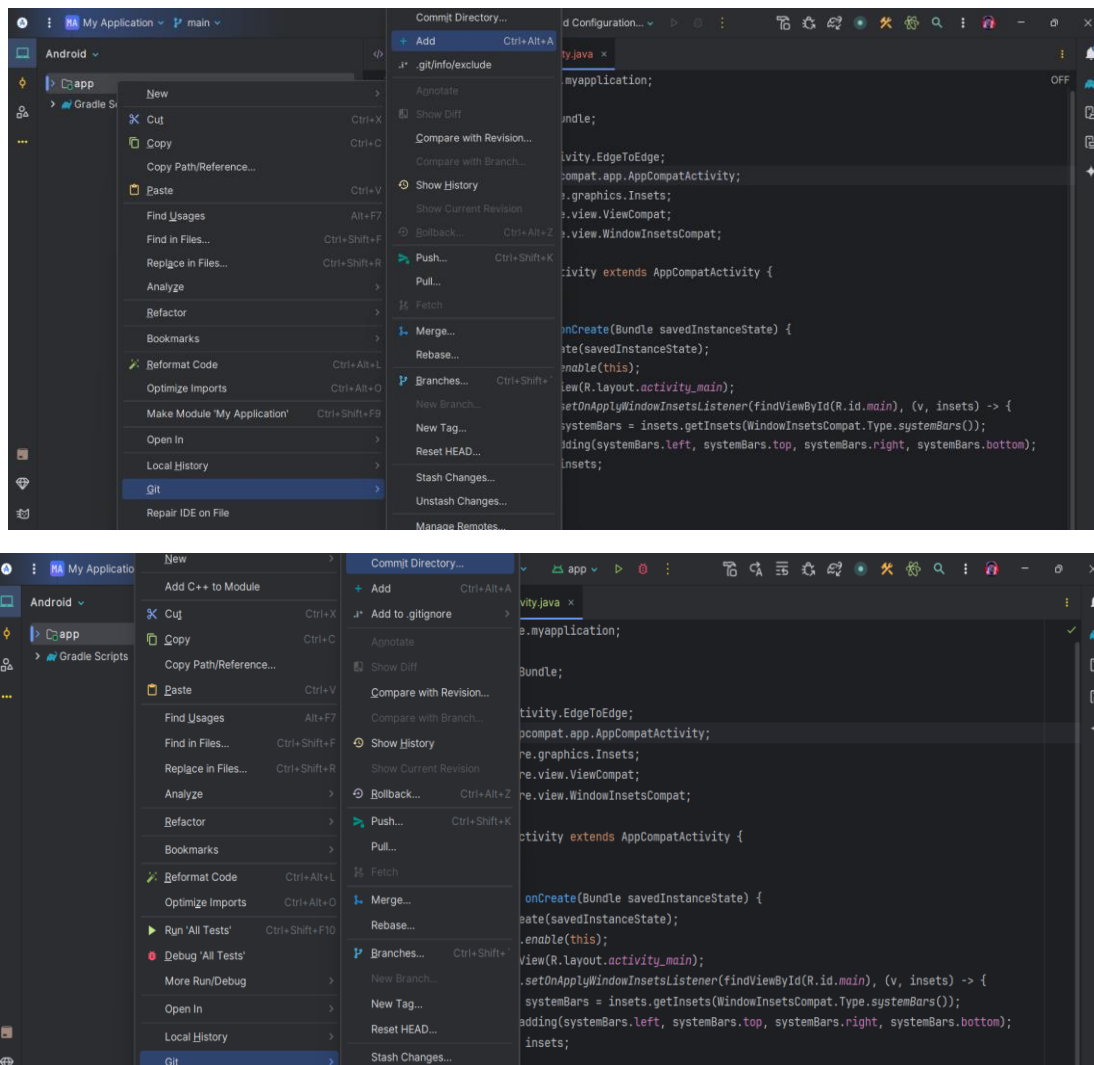 MA My Application main
d Configuration...
Android
ty.java
app
Gradle S
New
Cut Ctrl+X
Copy Ctrl+C
Copy Path/Reference...
Paste Ctrl+V
Find Usages Alt+F7
Find in Files... Ctrl+Shift+F
Replace in Files... Ctrl+Shift+R
Analyze
Refactor
Bookmarks
Reformat Code Ctrl+Alt+L
Optimize Imports Ctrl+Alt+O
Make Module 'My Application' Ctrl+Shift+F9
Open In
Local History
Git
Repair IDE on File
Commit Directory...
Add Ctrl+Alt+A
.git/info/exclude
Annotate
Show Diff
Compare with Revision...
Compare with Branch...
Show History
Show Current Revision
Rollback... Ctrl+Alt+Z
Push... Ctrl+Shift+K
Pull...
Fetch
Merge...
Rebase...
Branches... Ctrl+Shift+`
New Branch...
New Tag...
Reset HEAD...
Stash Changes...
Unstash Changes...
Manage Remotes...
.myapplication; OFF
undle;
ivity.EdgeToEdge;
compat.app.AppCompatActivity;
e.graphics.Insets;
e.view.ViewCompat;
e.view.WindowInsetsCompat;
tivity extends AppCompatActivity {
onCreate(Bundle savedInstanceState) {
ate(savedInstanceState);
enable(this);
iew(R.layout.activity_main);
setOnApplyWindowInsetsListener(findViewById(R.id.main), (v, insets) -> {
systemBars = insets.getInsets(WindowInsetsCompat.Type.systemBars());
dding(systemBars.left, systemBars.top, systemBars.right, systemBars.bottom);
insets;
MA My Applicatio
app
Android
vity.java
app
Gradle Scripts
New
Add C++ to Module
Cut Ctrl+X
Copy Ctrl+C
Copy Path/Reference...
Paste Ctrl+V
Find Usages Alt+F7
Find in Files... Ctrl+Shift+F
Replace in Files... Ctrl+Shift+R
Analyze
Refactor
Bookmarks
Reformat Code Ctrl+Alt+L
Optimize Imports Ctrl+Alt+O
Run 'All Tests' Ctrl+Shift+F10
Debug 'All Tests'
More Run/Debug
Open In
Local History
Git
Commit Directory...
Add Ctrl+Alt+A
Add to .gitignore
Annotate
Show Diff
Compare with Revision...
Compare with Branch...
Show History
Show Current Revision
Rollback... Ctrl+Alt+Z
Push... Ctrl+Shift+K
Pull...
Fetch
Merge...
Rebase...
Branches... Ctrl+Shift+`
New Branch...
New Tag...
Reset HEAD...
Stash Changes...
e.myapplication;
Bundle;
tivity.EdgeToEdge;
pcompat.app.AppCompatActivity;
re.graphics.Insets;
re.view.ViewCompat;
re.view.WindowInsetsCompat;
ctivity extends AppCompatActivity {
onCreate(Bundle savedInstanceState) {
eate(savedInstanceState);
.enable(this);
View(R.layout.activity_main);
.setOnApplyWindowInsetsListener(findViewById(R.id.main), (v, insets) -> {
systemBars = insets.getInsets(WindowInsetsCompat.Type.systemBars());
adding(systemBars.left, systemBars.top, systemBars.right, systemBars.bottom);
insets;